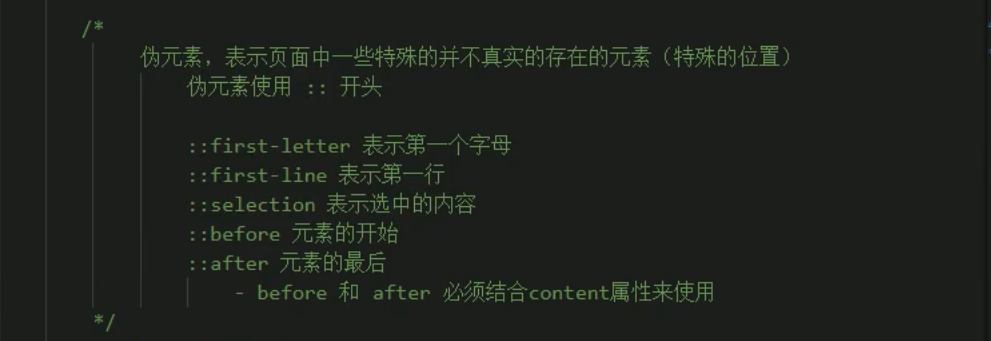 /*
伪元素，表示页面中一些特殊的并不真实的存在的元素（特殊的位置）
伪元素使用 :: 开头
::first-letter 表示第一个字母
::first-line 表示第一行
::selection 表示选中的内容
::before 元素的开始
::after 元素的最后
- before 和 after 必须结合content属性来使用
*/